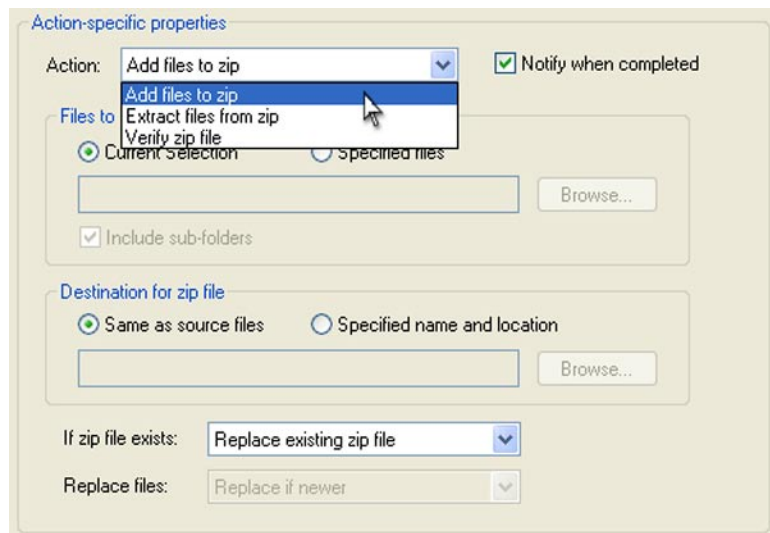 Action-specific properties
Action: Add files to zip Notify when completed
Add files to zip
Files to Extract files from zip
Verify zip file
Current Selection Specified files
Browse...
Include sub-folders
Destination for zip file
Same as source files Specified name and location
Browse...
If zip file exists: Replace existing zip file
Replace files: Replace if newer